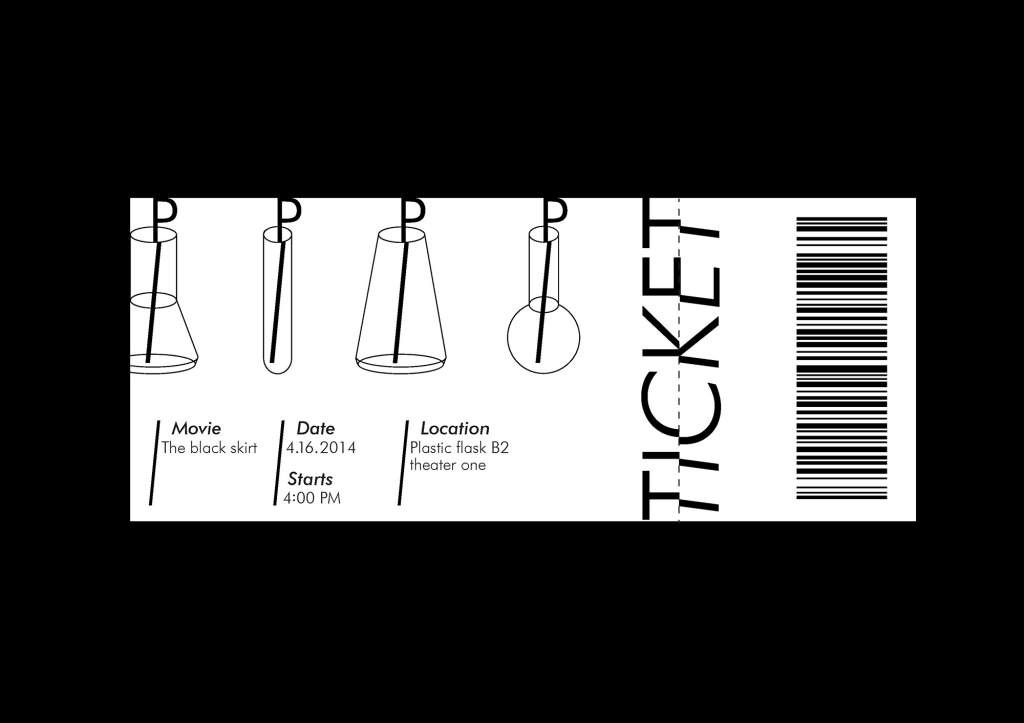 P P P P
Movie
The black skirt
Date
4.16.2014
Starts
4:00 PM
Location
Plastic flask B2
theater one
TICKET